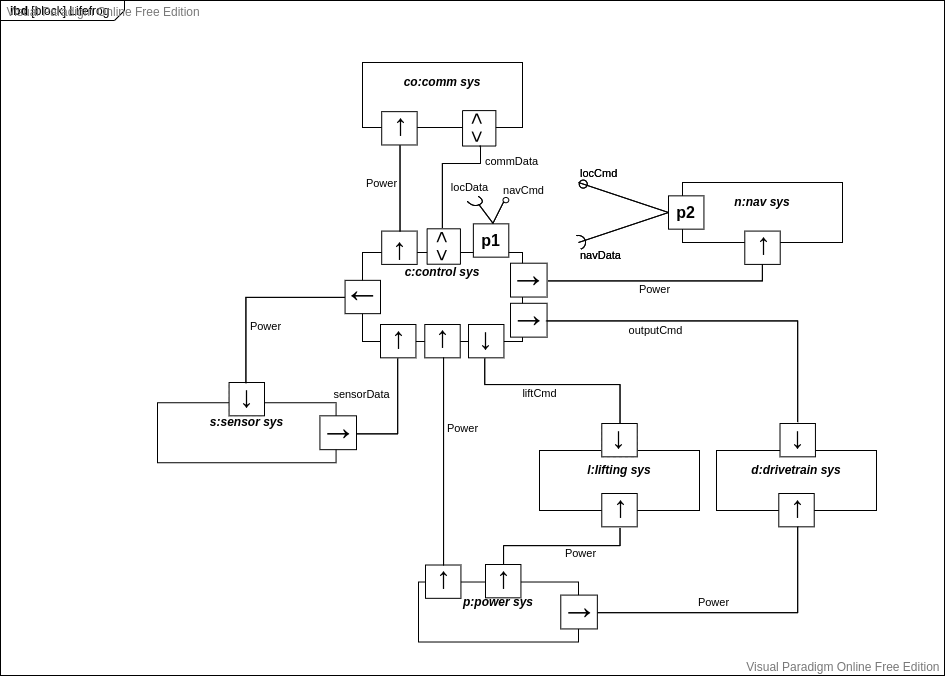 ibd [block] Lifefrog
Visual Paradigm Online Free Edition
co:comm sys
commData
Power
locData
navCmd
locCmd
p1
p2
n:nav sys
navData
c:control sys
Power
outputCmd
Power
sensorData
liftCmd
s:sensor sys
Power
l:lifting sys
d:drivetrain sys
Power
p:power sys
Power
Visual Paradigm Online Free Edition